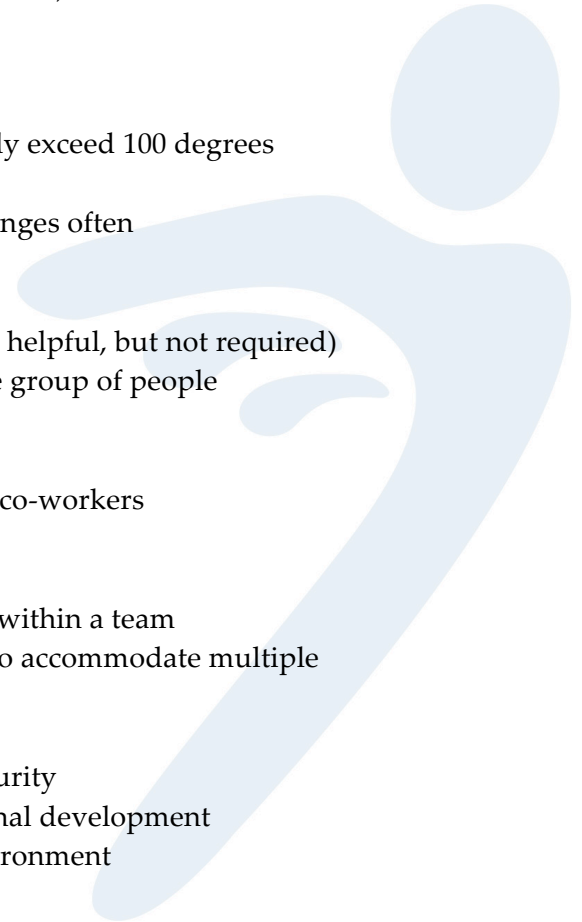 ly exceed 100 degrees
nges often
helpful, but not required)
e group of people
co-workers
within a team
o accommodate multiple
urity
nal development
ronment